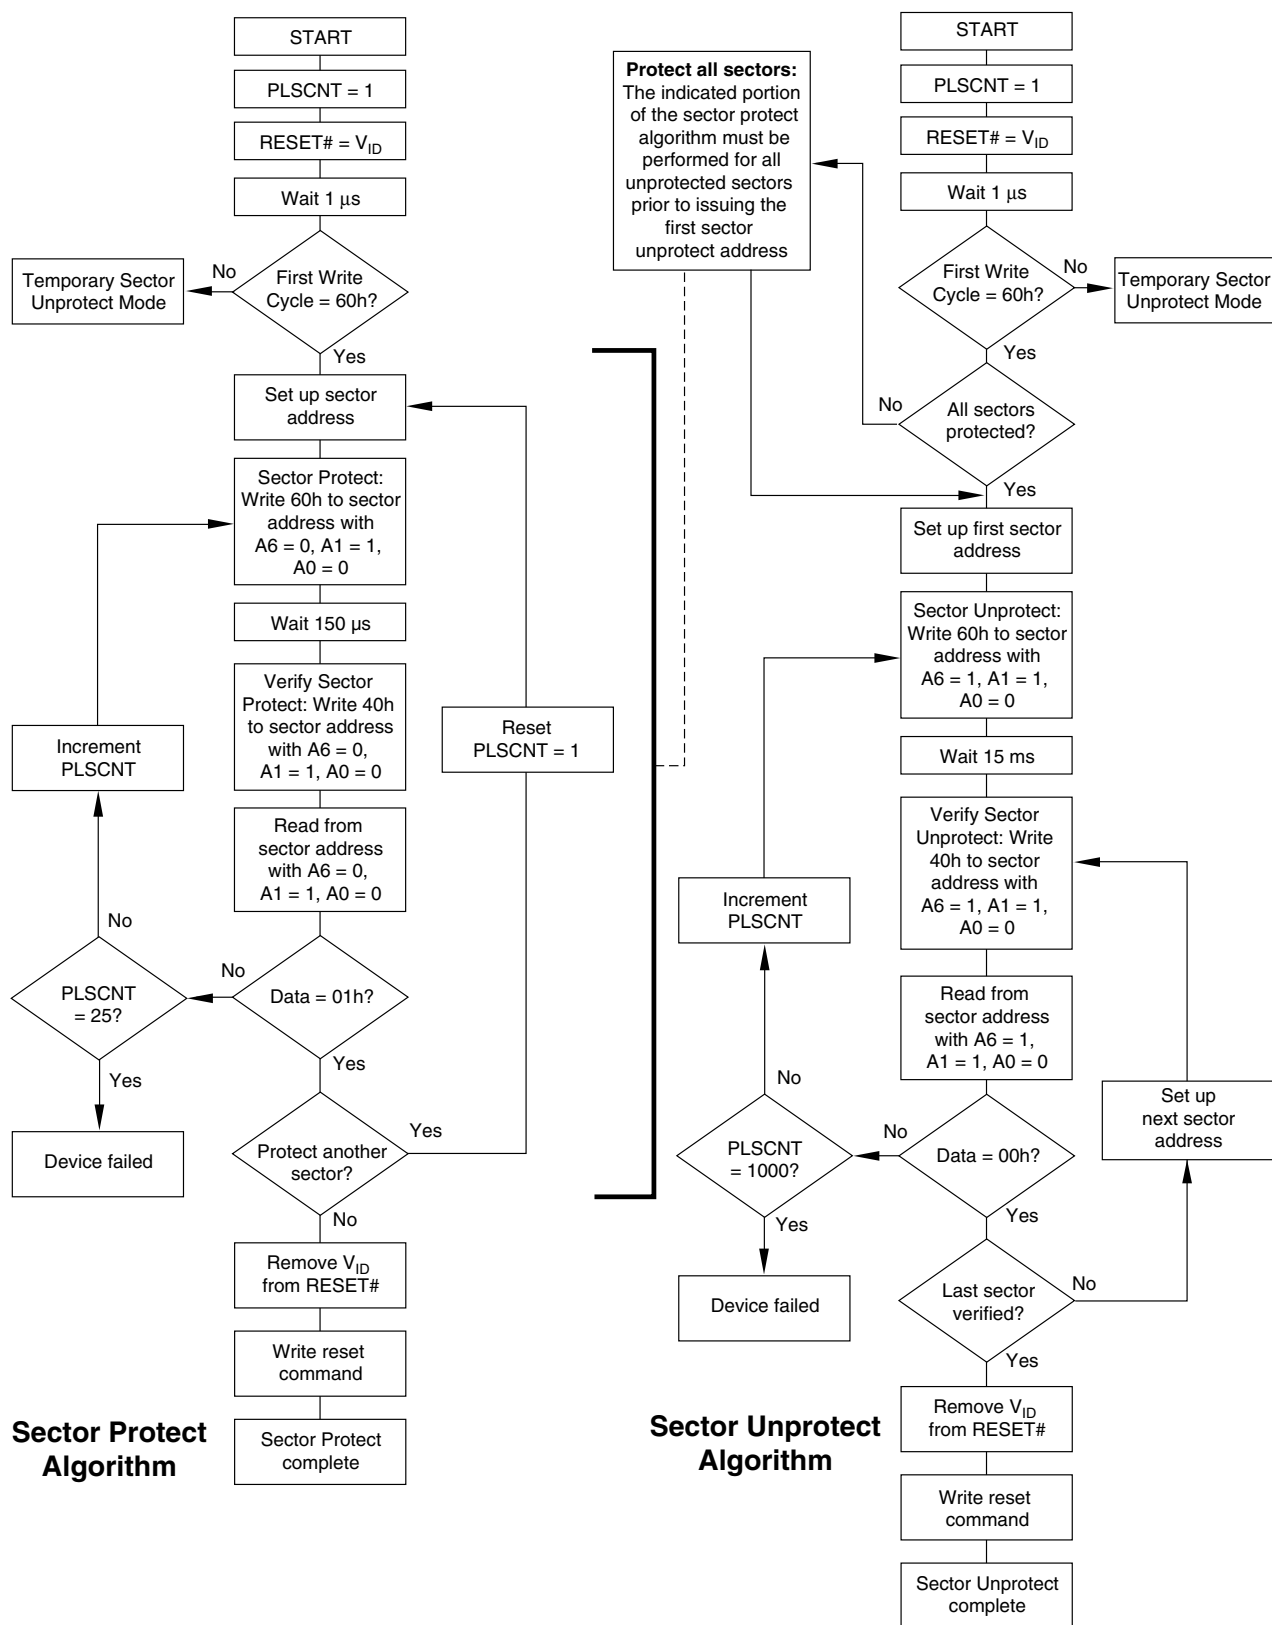 START
PLSCNT = 1
RESET# = VID
Wait 1 μs
First Write
Cycle = 60h?
No
Temporary Sector
Unprotect Mode
Yes
Set up sector
address
Sector Protect:
Write 60h to sector
address with
A6 = 0, A1 = 1,
A0 = 0
Wait 150 µs
Verify Sector
Protect: Write 40h
to sector address
with A6 = 0,
A1 = 1, A0 = 0
Increment
PLSCNT
Reset
PLSCNT = 1
Read from
sector address
with A6 = 0,
A1 = 1, A0 = 0
No
No
PLSCNT
= 25?
Data = 01h?
Yes
Yes
Device failed
Protect another
sector?
Yes
No
Remove VID
from RESET#
Write reset
command
Sector Protect
complete
Sector Protect
Algorithm
Protect all sectors:
The indicated portion
of the sector protect
algorithm must be
performed for all
unprotected sectors
prior to issuing the
first sector
unprotect address
START
PLSCNT = 1
RESET# = VID
Wait 1 μs
First Write
Cycle = 60h?
No
Temporary Sector
Unprotect Mode
Yes
No
All sectors
protected?
Yes
Set up first sector
address
Sector Unprotect:
Write 60h to sector
address with
A6 = 1, A1 = 1,
A0 = 0
Wait 15 ms
Verify Sector
Unprotect: Write
40h to sector
address with
A6 = 1, A1 = 1,
A0 = 0
Increment
PLSCNT
Read from
sector address
with A6 = 1,
A1 = 1, A0 = 0
No
No
PLSCNT
= 1000?
Data = 00h?
Set up
next sector
address
Yes
Yes
Device failed
Last sector
verified?
No
Yes
Remove VID
from RESET#
Write reset
command
Sector Unprotect
complete
Sector Unprotect
Algorithm